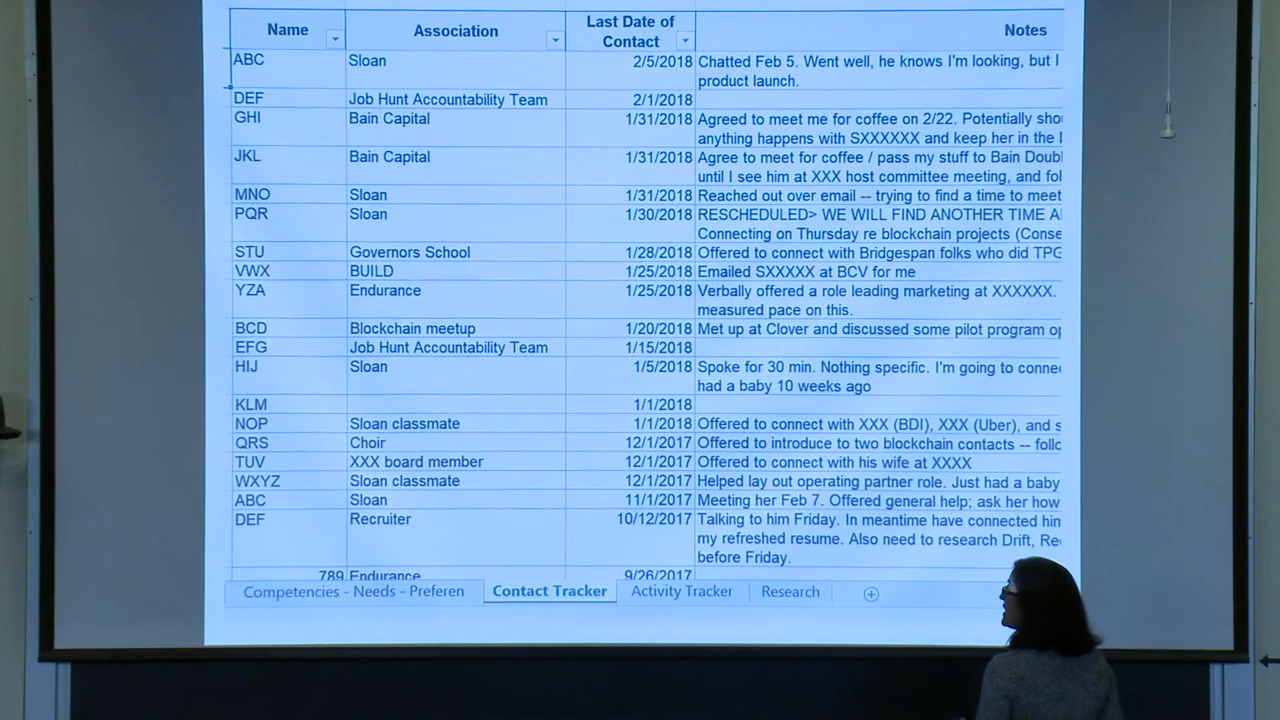 Name Association Last Date of Contact Notes
ABC Sloan 2/5/2018 Chatted Feb 5. Went well, he knows I'm looking, but I
product launch.
DEF Job Hunt Accountability Team 2/1/2018
GHI Bain Capital 1/31/2018 Agreed to meet me for coffee on 2/22. Potentially
anything happens with SXXXXXX and keep her in the
JKL Bain Capital 1/31/2018 Agree to meet for coffee / pass my stuff to Bain
until I see him at XXX host committee meeting, and
MNO Sloan 1/31/2018 Reached out over email -- trying to find a time to meet
PQR Sloan 1/30/2018 RESCHEDULED> WE WILL FIND ANOTHER TIME
Connecting on Thursday re blockchain projects
STU Governors School 1/28/2018 Offered to connect with Bridgespan folks who did TPG
VWX BUILD 1/25/2018 Emailed SXXXXX at BCV for me
YZA Endurance 1/25/2018 Verbally offered a role leading marketing at XXXXXX.
measured pace on this.
BCD Blockchain meetup 1/20/2018 Met up at Clover and discussed some pilot program
EFG Job Hunt Accountability Team 1/15/2018
HIJ Sloan 1/5/2018 Spoke for 30 min. Nothing specific. I'm going to
had a baby 10 weeks ago
KLM 1/1/2018
NOP Sloan classmate 1/1/2018 Offered to connect with XXX (BDI), XXX (Uber), and
QRS Choir 12/1/2017 Offered to introduce to two blockchain contacts --
TUV XXX board member 12/1/2017 Offered to connect with his wife at XXXX
WXYZ Sloan classmate 12/1/2017 Helped lay out operating partner role. Just had a baby
ABC Sloan 11/1/2017 Meeting her Feb 7. Offered general help; ask her how
DEF Recruiter 10/12/2017 Talking to him Friday. In meantime have connected him
my refreshed resume. Also need to research Drift,
before Friday.
789 Endurance 9/26/2017
Competencies - Needs - Preferen Contact Tracker Activity Tracker Research